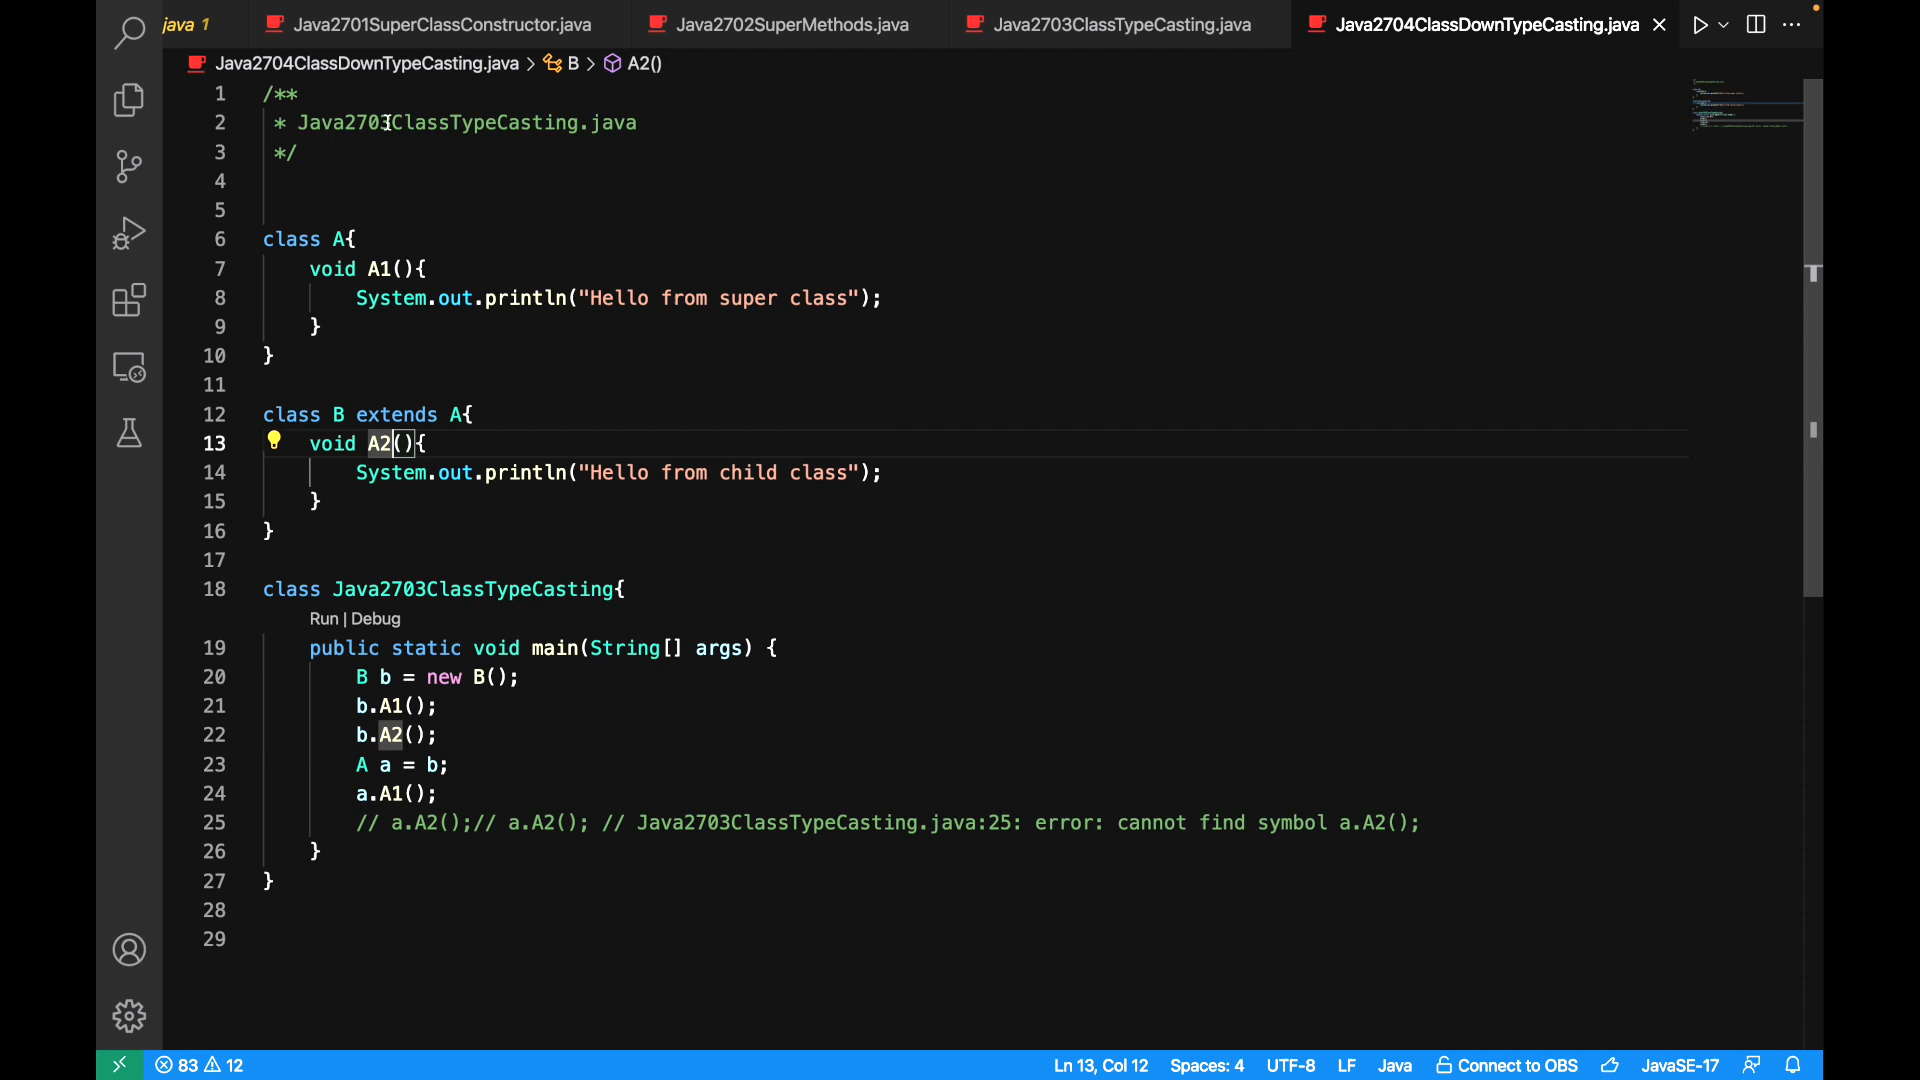 java 1
Java2701SuperClassConstructor.java
Java2702SuperMethods.java
Java2703ClassTypeCasting.java
Java2704ClassDownTypeCasting.java
Java2704ClassDownTypeCasting.java > B > A2()
1 /**
2 * Java2703ClassTypeCasting.java
3 */
4
5
6 class A{
7 void A1(){
8 System.out.println("Hello from super class");
9 }
10 }
11
12 class B extends A{
13 void A2(){
14 System.out.println("Hello from child class");
15 }
16 }
17
18 class Java2703ClassTypeCasting{
Run | Debug
19 public static void main(String[] args) {
20 B b = new B();
21 b.A1();
22 b.A2();
23 A a = b;
24 a.A1();
25 // a.A2();// a.A2(); // Java2703ClassTypeCasting.java:25: error: cannot find symbol a.A2();
26 }
27 }
28
29
83 12
Ln 13, Col 12 Spaces: 4 UTF-8 LF Java Connect to OBS JavaSE-17